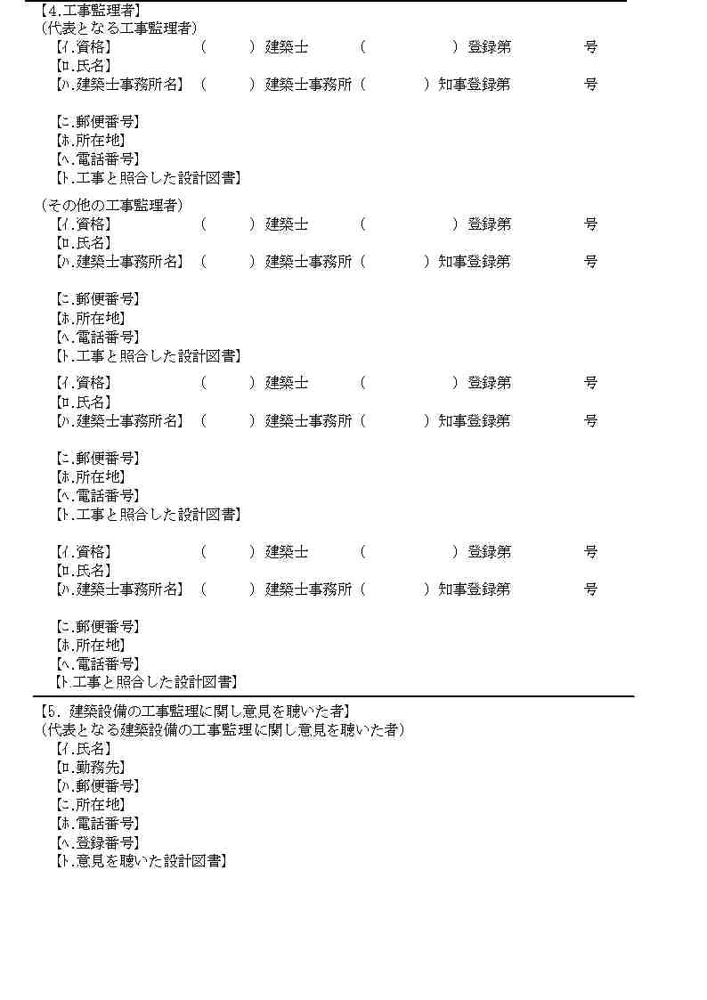 【4.工事監理者】
(代表となる工事監理者)
【ｲ.資格】 ( ) 建築士 ( ) 登録第 号
【ﾛ.氏名】
【ﾊ.建築士事務所名】 ( ) 建築士事務所 ( ) 知事登録第 号
【ﾆ.郵便番号】
【ﾎ.所在地】
【ﾍ.電話番号】
【ﾄ.工事と照合した設計図書】
(その他の工事監理者)
【ｲ.資格】 ( ) 建築士 ( ) 登録第 号
【ﾛ.氏名】
【ﾊ.建築士事務所名】 ( ) 建築士事務所 ( ) 知事登録第 号
【ﾆ.郵便番号】
【ﾎ.所在地】
【ﾍ.電話番号】
【ﾄ.工事と照合した設計図書】
【ｲ.資格】 ( ) 建築士 ( ) 登録第 号
【ﾛ.氏名】
【ﾊ.建築士事務所名】 ( ) 建築士事務所 ( ) 知事登録第 号
【ﾆ.郵便番号】
【ﾎ.所在地】
【ﾍ.電話番号】
【ﾄ.工事と照合した設計図書】
【ｲ.資格】 ( ) 建築士 ( ) 登録第 号
【ﾛ.氏名】
【ﾊ.建築士事務所名】 ( ) 建築士事務所 ( ) 知事登録第 号
【ﾆ.郵便番号】
【ﾎ.所在地】
【ﾍ.電話番号】
【ﾄ.工事と照合した設計図書】
【5. 建築設備の工事監理に関し意見を聴いた者】
(代表となる建築設備の工事監理に関し意見を聴いた者)
【ｲ.氏名】
【ﾛ.勤務先】
【ﾊ.郵便番号】
【ﾆ.所在地】
【ﾎ.電話番号】
【ﾍ.登録番号】
【ﾄ.意見を聴いた設計図書】